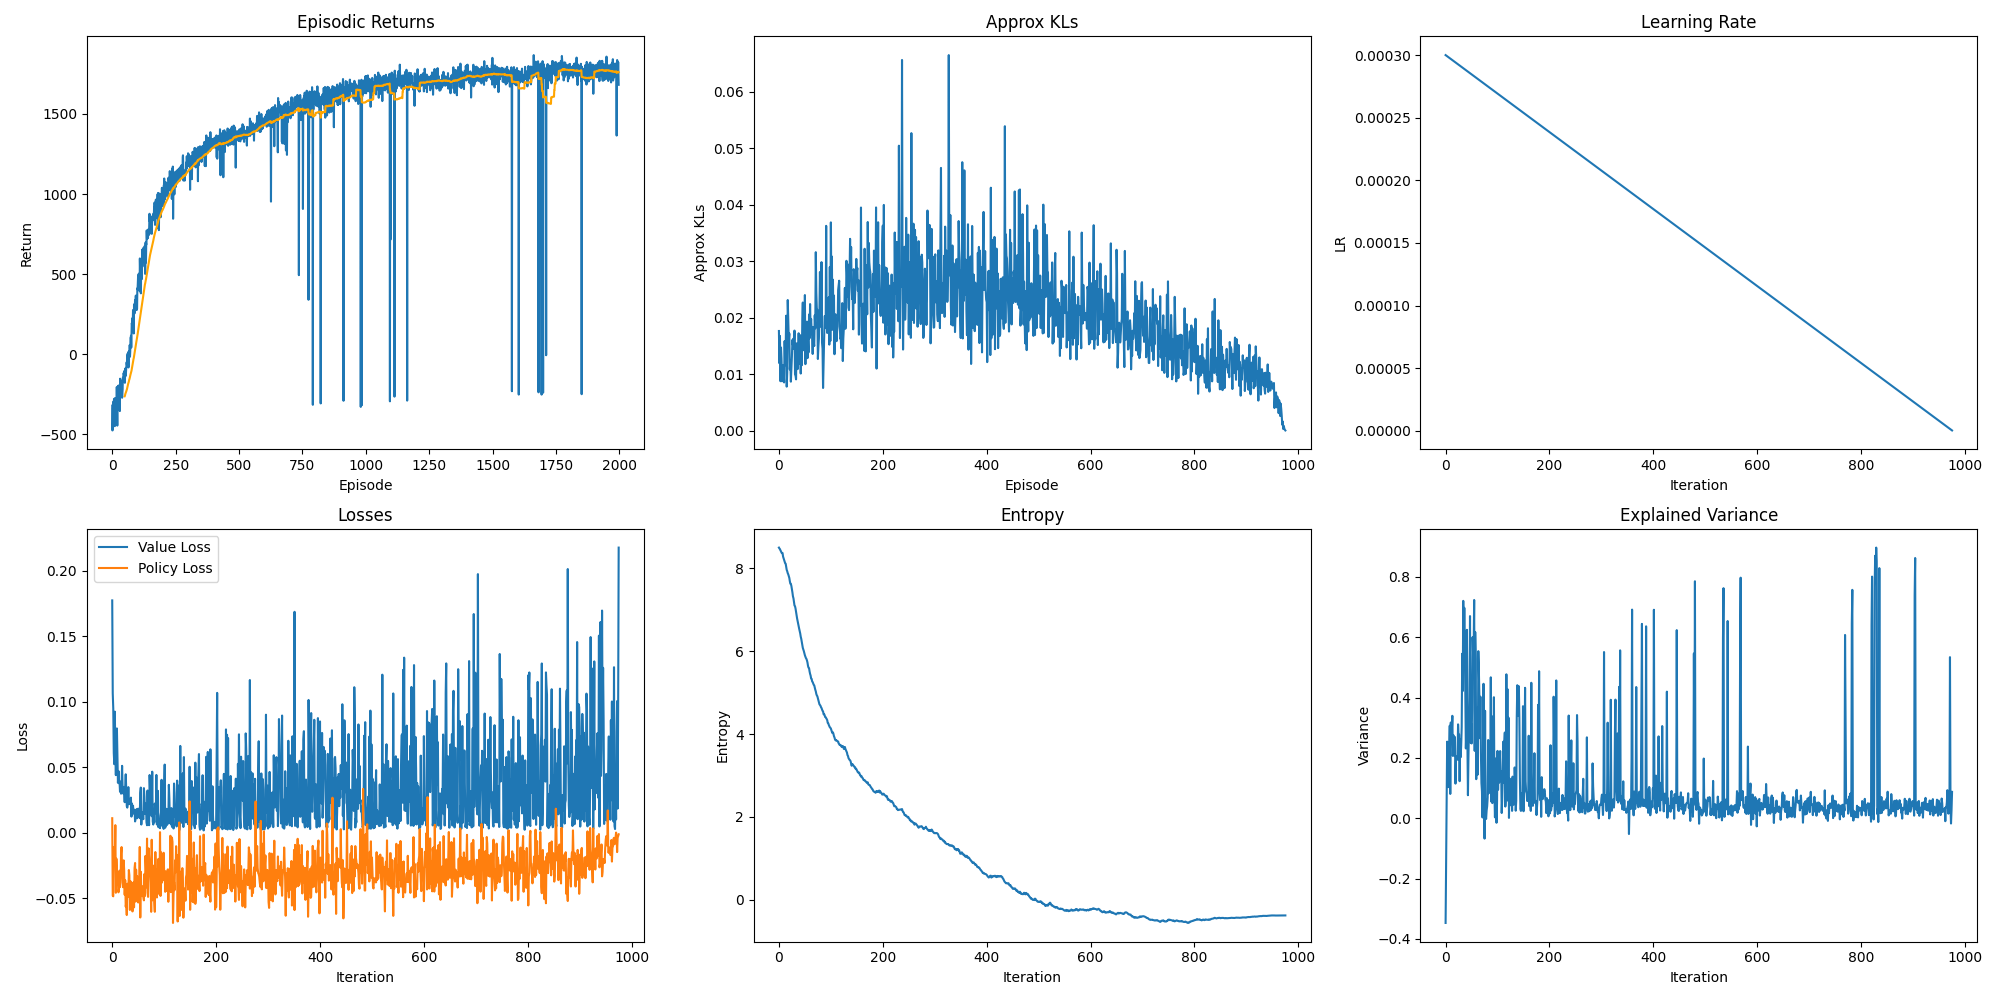 Episodic Returns
Return
1500
1000
500
0
−500
0 250 500 750 1000 1250 1500 1750 2000
Episode
Approx KLs
Approx KLs
0.06
0.05
0.04
0.03
0.02
0.01
0.00
0 200 400 600 800 1000
Episode
Learning Rate
LR
0.00030
0.00025
0.00020
0.00015
0.00010
0.00005
0.00000
0 200 400 600 800 1000
Iteration
Losses
Value Loss
Policy Loss
Loss
0.20
0.15
0.10
0.05
0.00
−0.05
0 200 400 600 800 1000
Iteration
Entropy
Entropy
8
6
4
2
0
0 200 400 600 800 1000
Iteration
Explained Variance
Variance
0.8
0.6
0.4
0.2
0.0
−0.2
−0.4
0 200 400 600 800 1000
Iteration